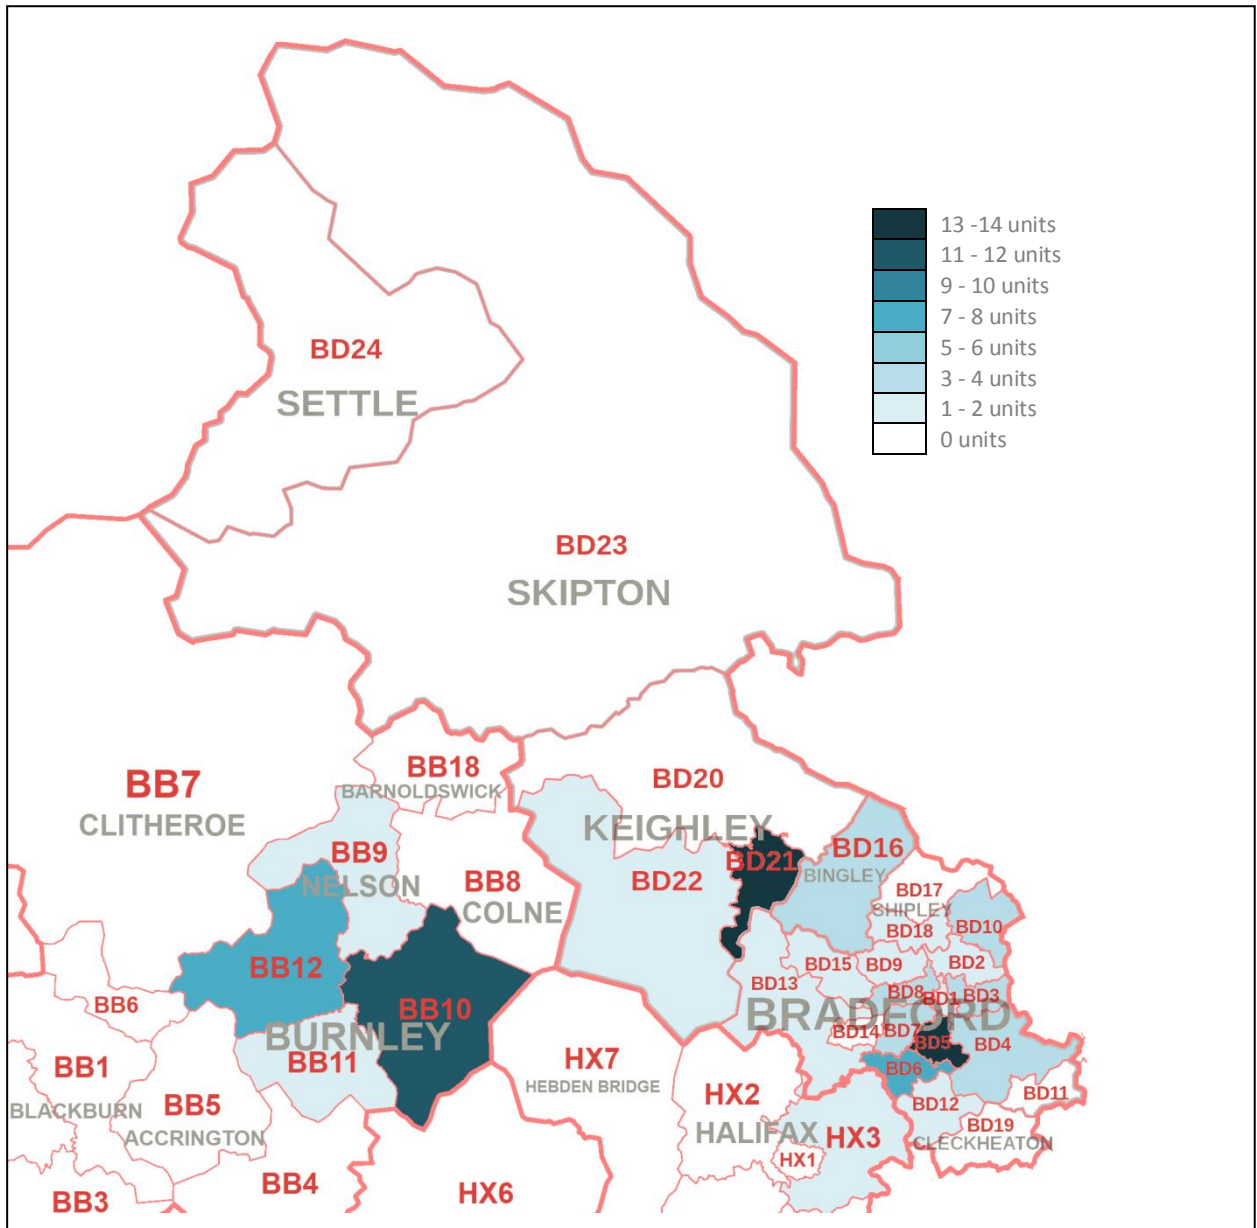 13 -14 units
11 - 12 units
9 - 10 units
7 - 8 units
5 - 6 units
3 - 4 units
1 - 2 units
0 units
BD24
SETTLE
BD23
SKIPTON
BB18
BARNOLDSWICK
BB7
CLITHEROE
BD20
KEIGHLEY
BD21
BD16
BINGLEY
BB9
NELSON
BB8
COLNE
BD22
BD17
SHIPLEY
BD18
BD10
BB12
BD15
BD9
BD2
BD13
BD8
BD1
BD3
BB6
BB10
BURNLEY
BRADFORD
BD14
BD7
BD5
BD4
BB11
BB1
BLACKBURN
BB5
ACCRINGTON
HX7
HEBDEN BRIDGE
BD6
HX2
HALIFAX
BD12
BD11
HX3
BD19
CLECKHEATON
HX1
BB4
BB3
HX6